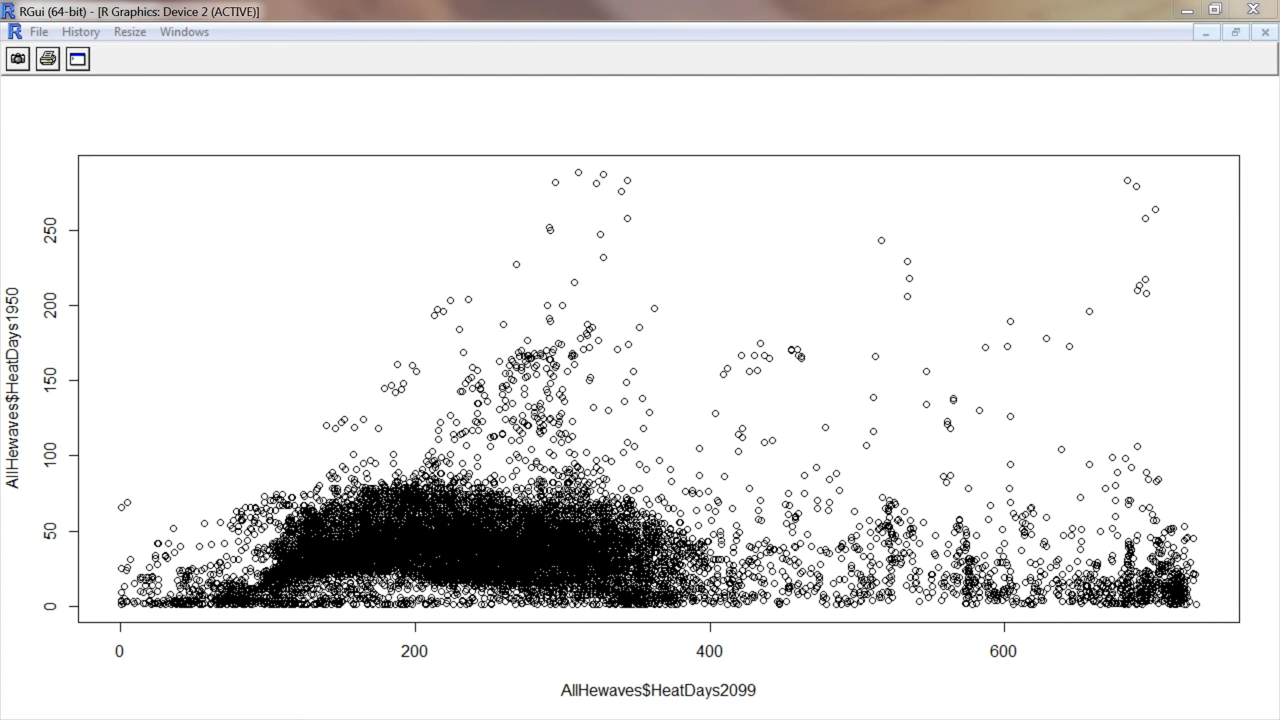 RGui (64-bit) - [R Graphics: Device 2 (ACTIVE)]
File History Resize Windows
AllHewaves$HeatDays1950
250
200
150
100
50
0
0 200 400 600
AllHewaves$HeatDays2099